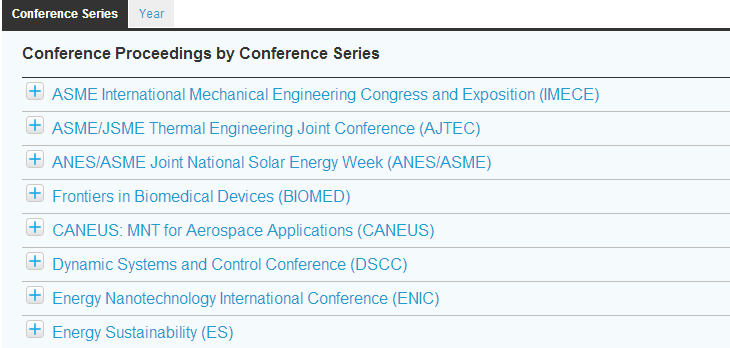 Conference Series Year
Conference Proceedings by Conference Series
ASME International Mechanical Engineering Congress and Exposition (IMECE)
ASME/JSME Thermal Engineering Joint Conference (AJTEC)
ANES/ASME Joint National Solar Energy Week (ANES/ASME)
Frontiers in Biomedical Devices (BIOMED)
CANEUS: MNT for Aerospace Applications (CANEUS)
Dynamic Systems and Control Conference (DSCC)
Energy Nanotechnology International Conference (ENIC)
Energy Sustainability (ES)